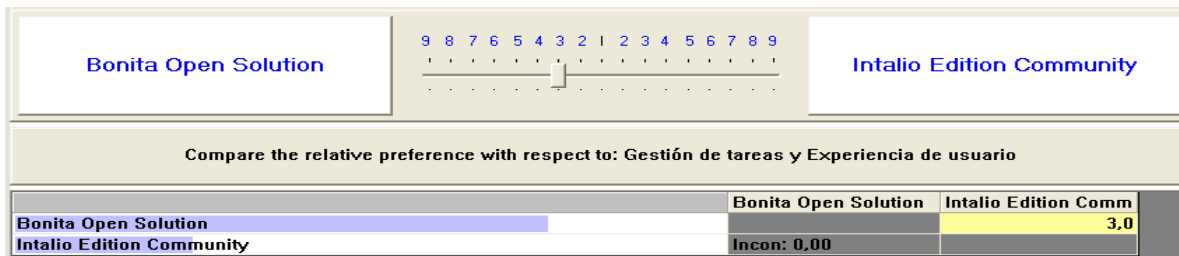 9 8 7 6 5 4 3 2 1 2 3 4 5 6 7 8 9
Bonita Open Solution
Intalio Edition Community
Compare the relative preference with respect to: Gestión de tareas y Experiencia de usuario
Bonita Open Solution Intalio Edition Comm
Bonita Open Solution 3,0
Intalio Edition Community Incon: 0,00